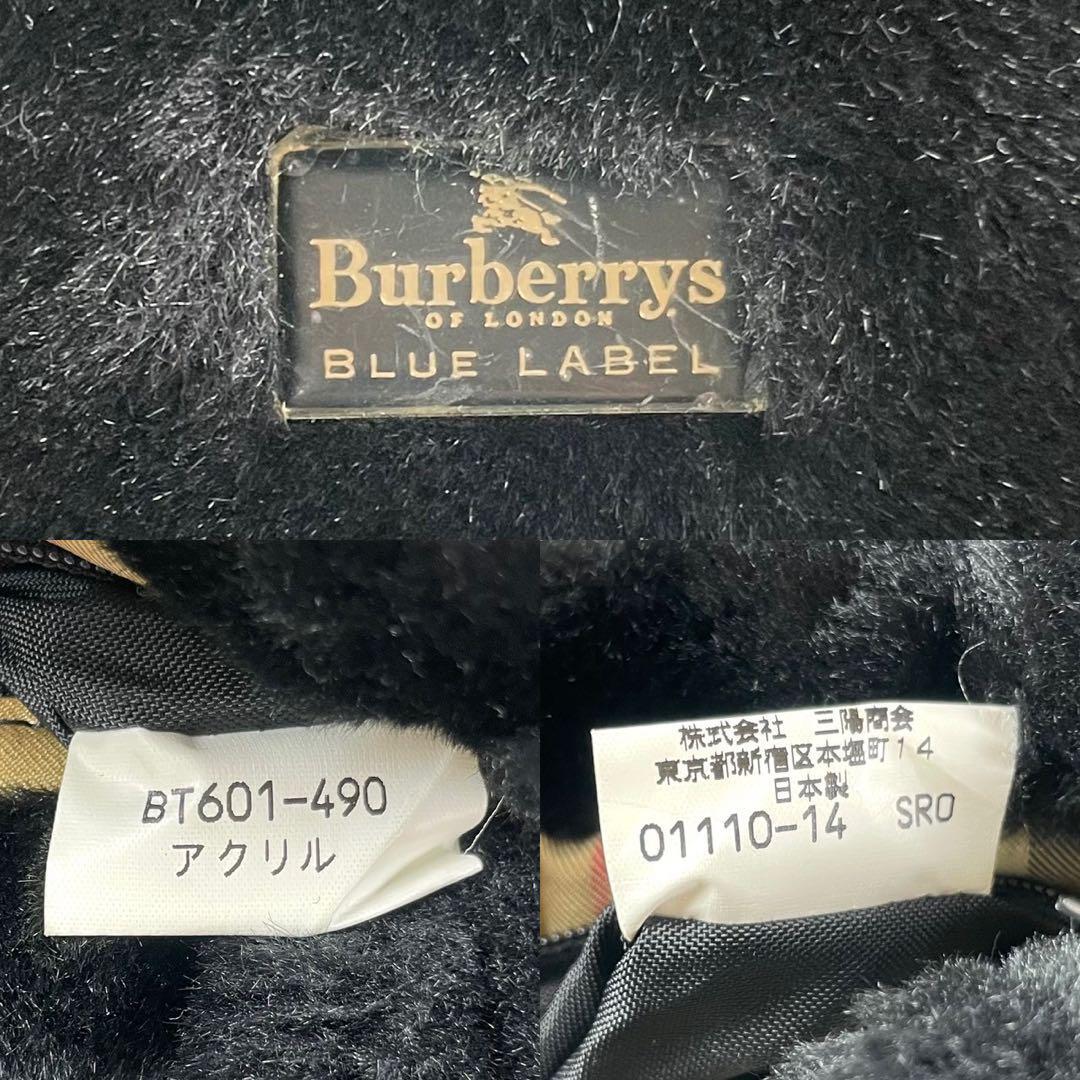 Burberrys
OF LONDON
BLUE LABEL
BT601-490
アクリル
株式会社 三陽商会
東京都新宿区本塩町14
日本製
01110-14 SRO